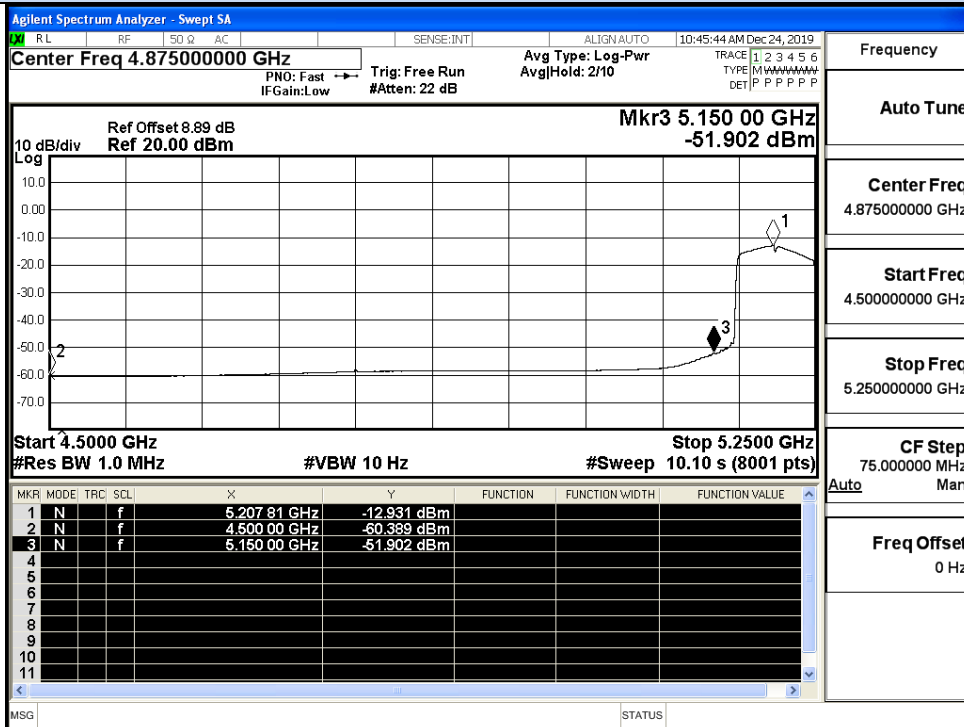 Agilent Spectrum Analyzer - Swept SA
LXI RL RF 50 Ω AC SENSE:INT ALIGN AUTO 10:45:44 AM Dec 24, 2019
Center Freq 4.875000000 GHz
PNO: Fast
IFGain:Low
Trig: Free Run
#Atten: 22 dB
Avg Type: Log-Pwr
Avg|Hold: 2/10
TRACE 1 2 3 4 5 6
TYPE M WWWWW
DET P P P P P P
Mkr3 5.150 00 GHz
-51.902 dBm
Ref Offset 8.89 dB
10 dB/div Ref 20.00 dBm
Log
10.0
0.00
-10.0
-20.0
-30.0
-40.0
-50.0
-60.0
-70.0
1
2
3
Start 4.5000 GHz Stop 5.2500 GHz
#Res BW 1.0 MHz #VBW 10 Hz #Sweep 10.10 s (8001 pts)
MKR MODE TRC SCL X Y FUNCTION FUNCTION WIDTH FUNCTION VALUE
1 N f 5.207 81 GHz -12.931 dBm
2 N f 4.500 00 GHz -60.389 dBm
3 N f 5.150 00 GHz -51.902 dBm
4
5
6
7
8
9
10
11
MSG STATUS
Frequency
Auto Tune
Center Freq
4.875000000 GHz
Start Freq
4.500000000 GHz
Stop Freq
5.250000000 GHz
CF Step
75.000000 MHz
Auto Man
Freq Offset
0 Hz